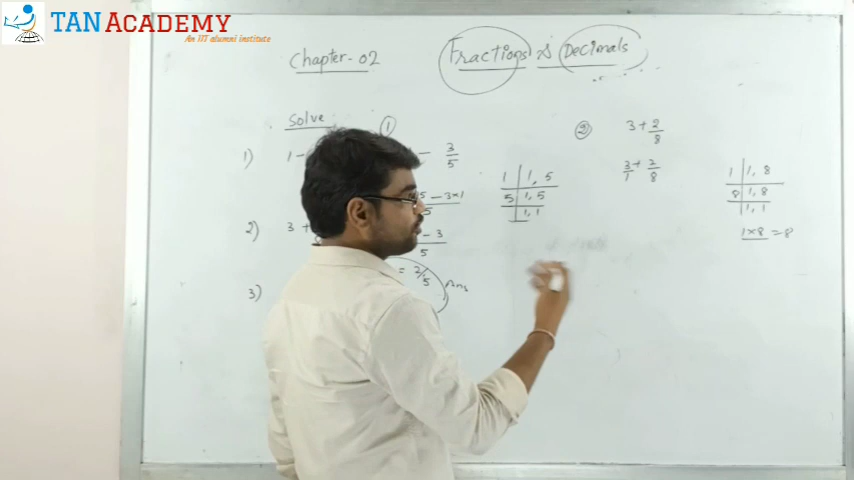 TAN ACADEMY
An IIT alumni institute
Chapter-02 Fractions & Decimals
Solve
1) 1 -
2) 3 +
3)
①
- 3/5
5 - 3×1
5
- 3
5
= 2/5 Ans
1 | 1, 5
5 | 1, 5
1, 1
② 3 + 2/8
3/1 + 2/8
1 | 1, 8
8 | 1, 8
1, 1
1×8 = 8